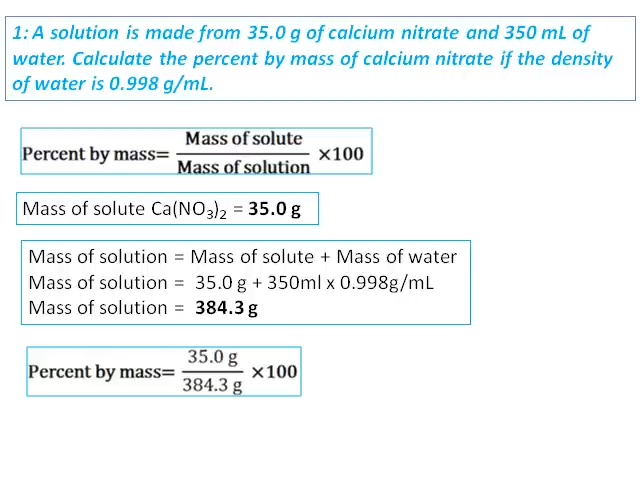 1: A solution is made from 35.0 g of calcium nitrate and 350 mL of
water. Calculate the percent by mass of calcium nitrate if the density
of water is 0.998 g/mL.
Percent by mass= Mass of solute / Mass of solution ×100
Mass of solute Ca(NO₃)₂ = 35.0 g
Mass of solution = Mass of solute + Mass of water
Mass of solution = 35.0 g + 350ml x 0.998g/mL
Mass of solution = 384.3 g
Percent by mass= 35.0 g / 384.3 g ×100